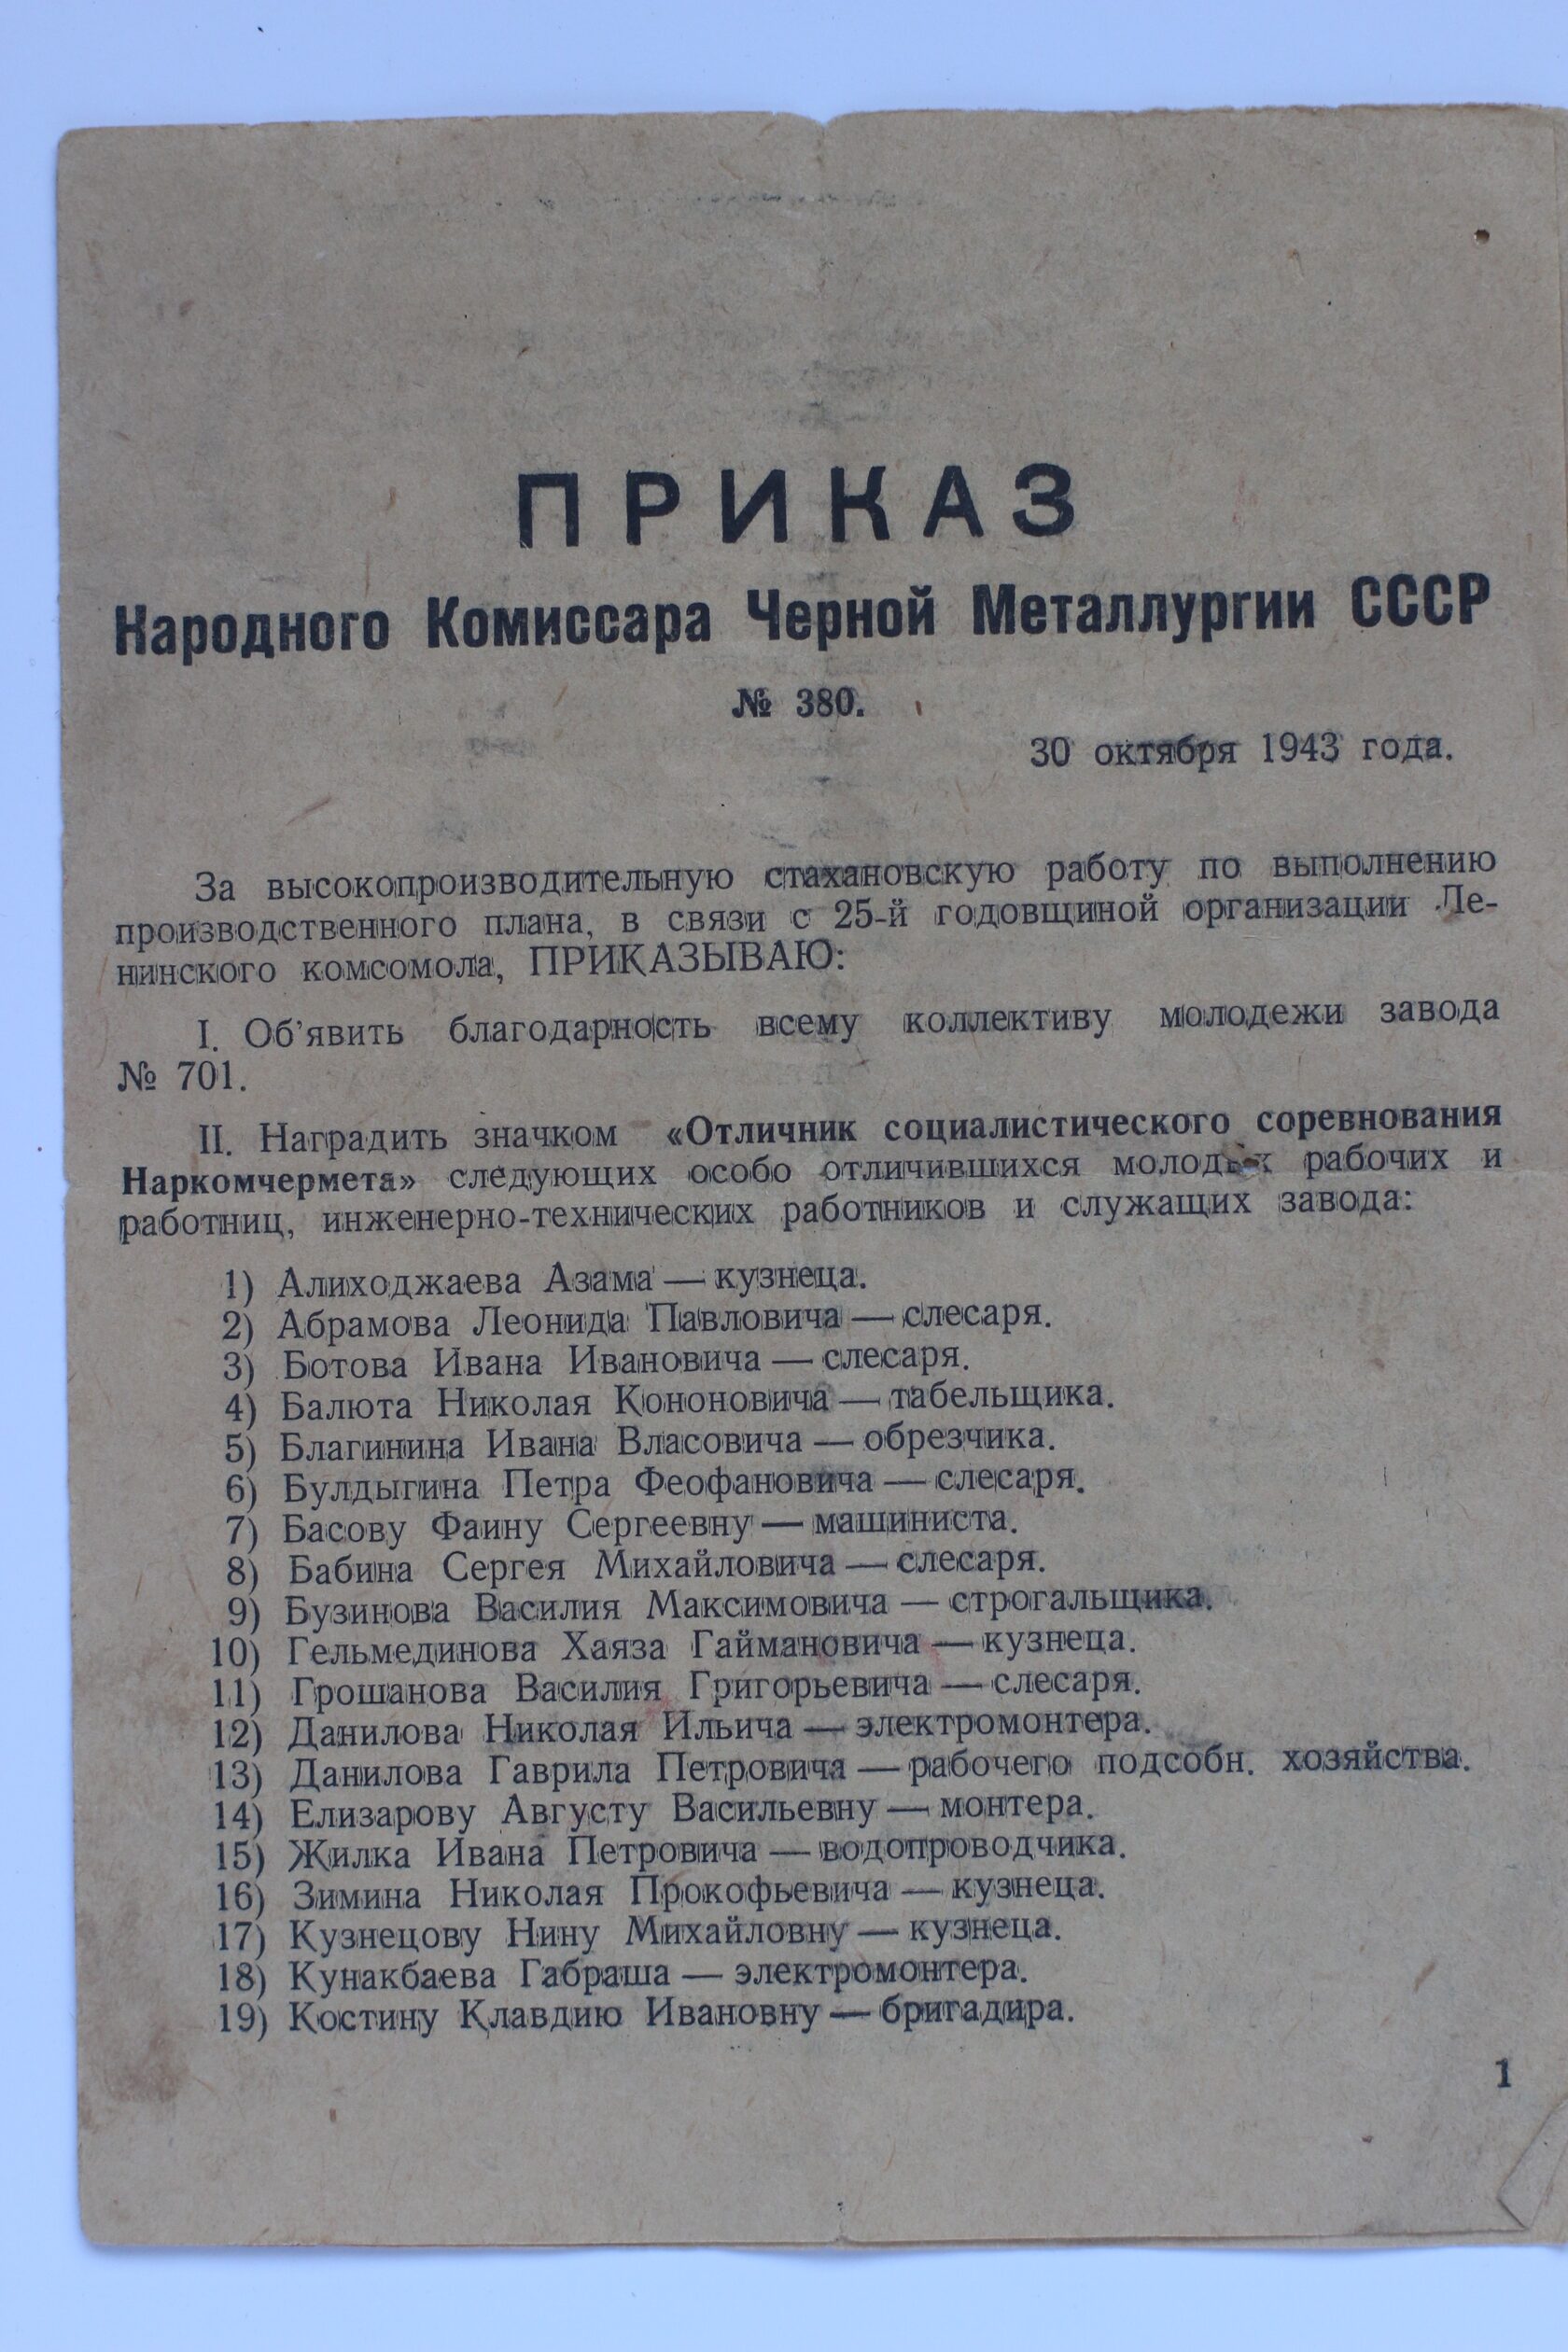 ПРИКАЗ
Народного Комиссара Черной Металлургии СССР
№ 380.
30 октября 1943 года.
За высокопроизводительную стахановскую работу по выполнению
производственного плана, в связи с 25-й годовщиной организации Ле-
нинского комсомола, ПРИКАЗЫВАЮ:
I. Об'явить благодарность всему коллективу молодежи завода
№ 701.
II. Наградить значком «Отличник социалистического соревнования
Наркомчермета» следующих особо отличившихся молодых рабочих и
работниц, инженерно-технических работников и служащих завода:
1) Алиходжаева Азама — кузнеца.
2) Абрамова Леонида Павловича — слесаря.
3) Ботова Ивана Ивановича — слесаря.
4) Балюта Николая Кононовича — табельщика.
5) Благинина Ивана Власовича — обрезчика.
6) Булдыгина Петра Феофановича — слесаря.
7) Басову Фаину Сергеевну — машиниста.
8) Бабина Сергея Михайловича — слесаря.
9) Бузинова Василия Максимовича — строгальщика.
10) Гельмединова Хаяза Гаймановича — кузнеца.
11) Грошанова Василия Григорьевича — слесаря.
12) Данилова Николая Ильича — электромонтера.
13) Данилова Гаврила Петровича — рабочего подсобн. хозяйства.
14) Елизарову Августу Васильевну — монтера.
15) Жилка Ивана Петровича — водопроводчика.
16) Зимина Николая Прокофьевича — кузнеца.
17) Кузнецову Нину Михайловну — кузнеца.
18) Кунакбаева Габраша — электромонтера.
19) Костину Клавдию Ивановну — бригадира.
1